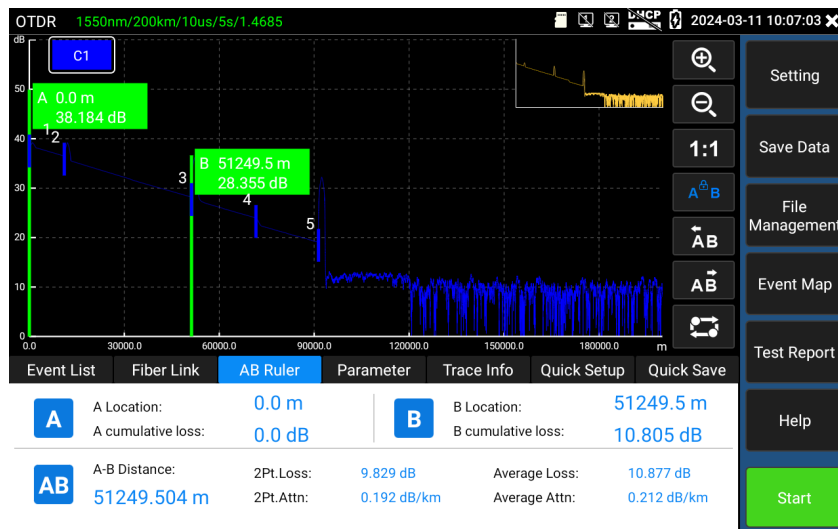 OTDR 1550nm/200km/10us/5s/1.4685 1 2 DHCP 2024-03-11 10:07:03
dB
C1
50
A 0.0 m
38.184 dB
40
1 2
B 51249.5 m
28.355 dB
3
30
4
5
20
10
0
0.0 30000.0 60000.0 90000.0 120000.0 150000.0 180000.0 m
1:1
A B
AB
AB
Event List Fiber Link AB Ruler Parameter Trace Info Quick Setup Quick Save
A A Location: 0.0 m B B Location: 51249.5 m
A cumulative loss: 0.0 dB B cumulative loss: 10.805 dB
AB A-B Distance: 2Pt.Loss: 9.829 dB Average Loss: 10.877 dB
51249.504 m 2Pt.Attn: 0.192 dB/km Average Attn: 0.212 dB/km
Setting
Save Data
File
Management
Event Map
Test Report
Help
Start